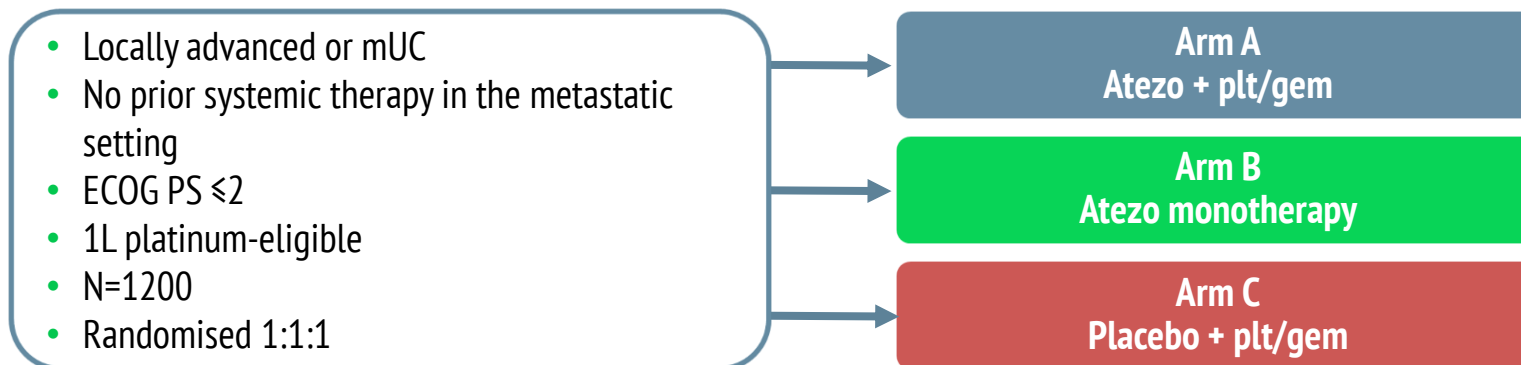 • Locally advanced or mUC
• No prior systemic therapy in the metastatic
setting
• ECOG PS ≤2
• 1L platinum-eligible
• N=1200
• Randomised 1:1:1
Arm A
Atezo + plt/gem
Arm B
Atezo monotherapy
Arm C
Placebo + plt/gem